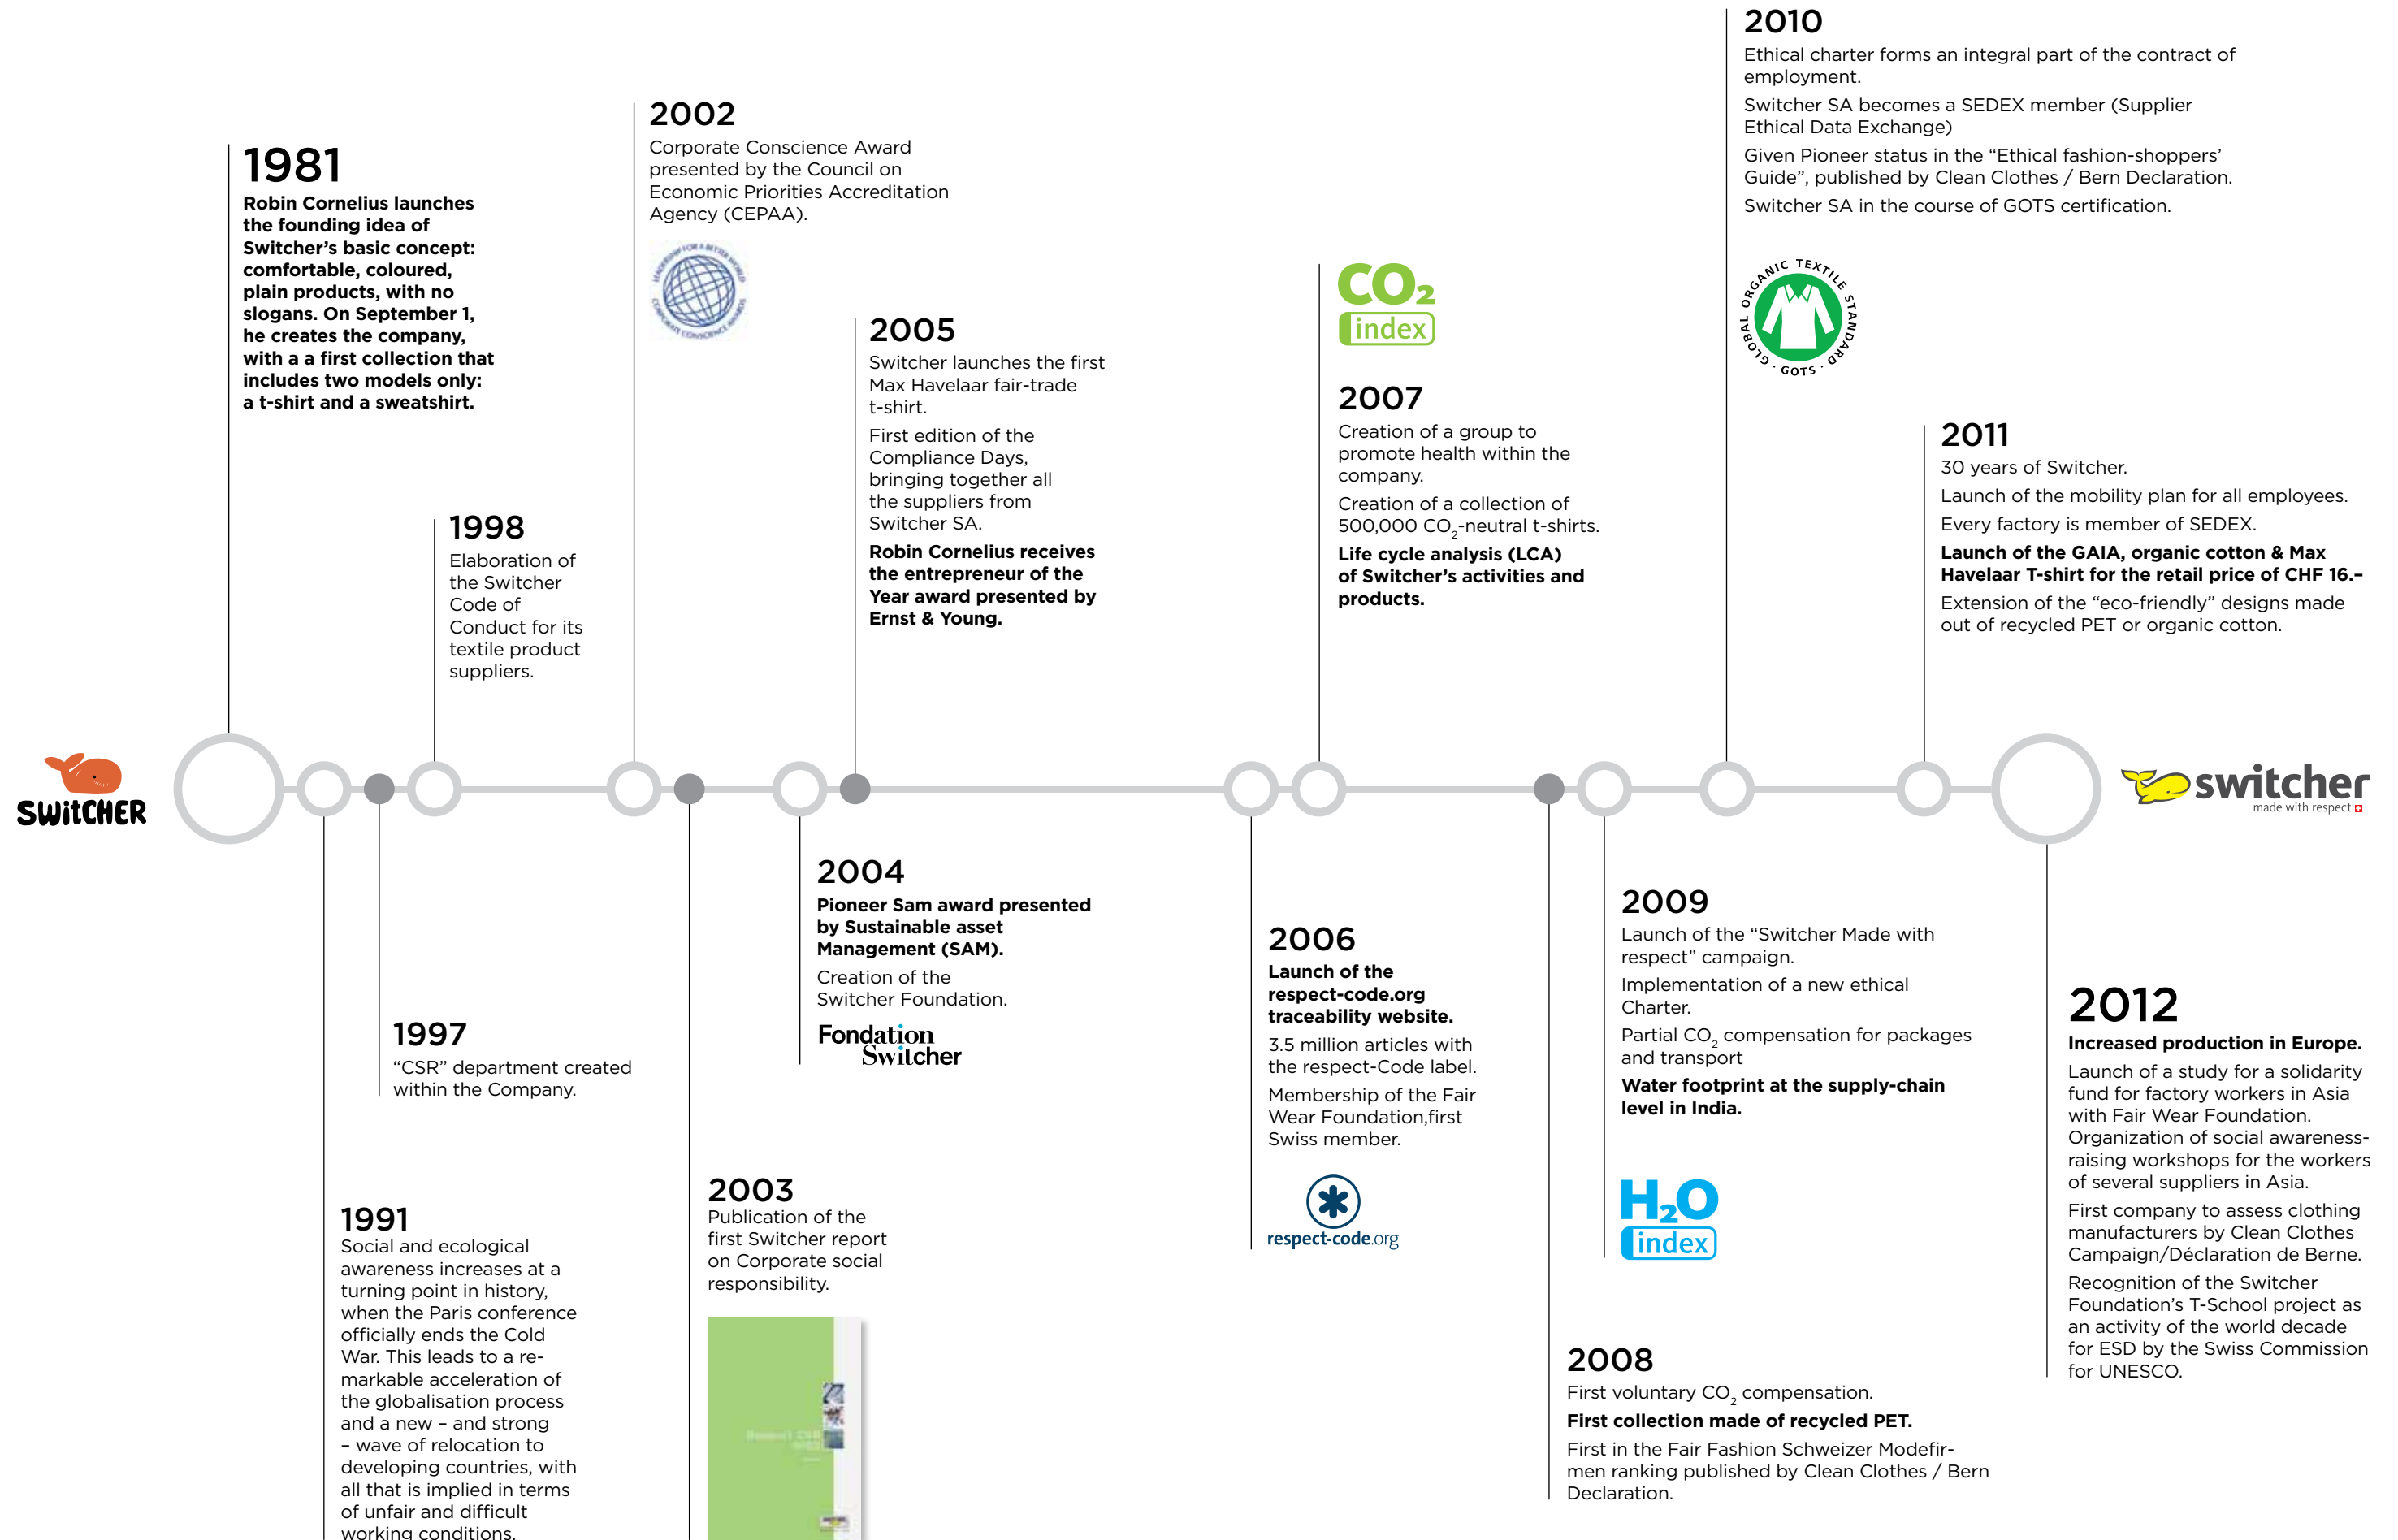 1981
Robin Cornelius launches
the founding idea of
Switcher’s basic concept:
comfortable, coloured,
plain products, with no
slogans. On September 1,
he creates the company,
with a a first collection that
includes two models only:
a t-shirt and a sweatshirt.
1998
Elaboration of
the Switcher
Code of
Conduct for its
textile product
suppliers.
2002
Corporate Conscience Award
presented by the Council on
Economic Priorities Accreditation
Agency (CEPAA).
LEADERSHIP FOR A BETTER WORLD
CORPORATE CONSCIENCE AWARDS
2005
Switcher launches the first
Max Havelaar fair-trade
t-shirt.
First edition of the
Compliance Days,
bringing together all
the suppliers from
Switcher SA.
Robin Cornelius receives
the entrepreneur of the
Year award presented by
Ernst & Young.
CO₂
index
2007
Creation of a group to
promote health within the
company.
Creation of a collection of
500,000 CO₂-neutral t-shirts.
Life cycle analysis (LCA)
of Switcher’s activities and
products.
2010
Ethical charter forms an integral part of the contract of
employment.
Switcher SA becomes a SEDEX member (Supplier
Ethical Data Exchange)
Given Pioneer status in the “Ethical fashion-shoppers’
Guide”, published by Clean Clothes / Bern Declaration.
Switcher SA in the course of GOTS certification.
GLOBAL ORGANIC TEXTILE STANDARD · GOTS ·
2011
30 years of Switcher.
Launch of the mobility plan for all employees.
Every factory is member of SEDEX.
Launch of the GAIA, organic cotton & Max
Havelaar T-shirt for the retail price of CHF 16.–
Extension of the “eco-friendly” designs made
out of recycled PET or organic cotton.
SWitCHER
switcher
made with respect
1991
Social and ecological
awareness increases at a
turning point in history,
when the Paris conference
officially ends the Cold
War. This leads to a re-
markable acceleration of
the globalisation process
and a new – and strong
– wave of relocation to
developing countries, with
all that is implied in terms
of unfair and difficult
working conditions.
1997
“CSR” department created
within the Company.
2003
Publication of the
first Switcher report
on Corporate social
responsibility.
2004
Pioneer Sam award presented
by Sustainable asset
Management (SAM).
Creation of the
Switcher Foundation.
Fondation
Switcher
2006
Launch of the
respect-code.org
traceability website.
3.5 million articles with
the respect-Code label.
Membership of the Fair
Wear Foundation,first
Swiss member.
respect-code.org
2009
Launch of the “Switcher Made with
respect” campaign.
Implementation of a new ethical
Charter.
Partial CO₂ compensation for packages
and transport
Water footprint at the supply-chain
level in India.
H₂O
index
2008
First voluntary CO₂ compensation.
First collection made of recycled PET.
First in the Fair Fashion Schweizer Modefir-
men ranking published by Clean Clothes / Bern
Declaration.
2012
Increased production in Europe.
Launch of a study for a solidarity
fund for factory workers in Asia
with Fair Wear Foundation.
Organization of social awareness-
raising workshops for the workers
of several suppliers in Asia.
First company to assess clothing
manufacturers by Clean Clothes
Campaign/Déclaration de Berne.
Recognition of the Switcher
Foundation’s T-School project as
an activity of the world decade
for ESD by the Swiss Commission
for UNESCO.